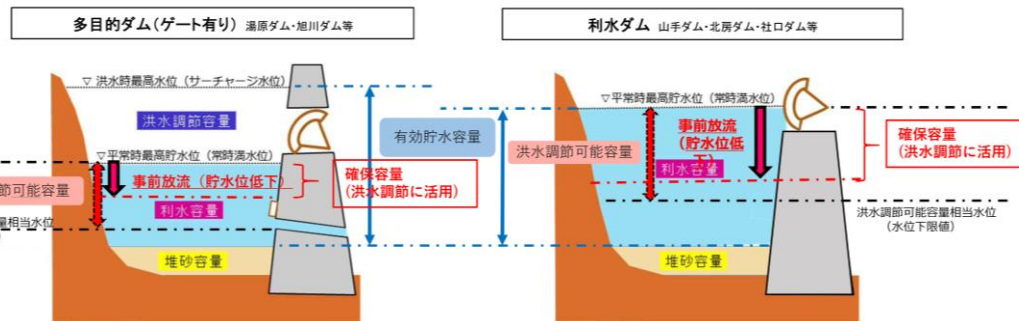 多目的ダム(ゲート有り) 湯原ダム・旭川ダム等
▽ 洪水時最高水位（サーチャージ水位）
洪水調節容量
▽平常時最高貯水位（常時満水位）
節可能容量
事前放流（貯水位低下）
確保容量
（洪水調節に活用）
利水容量
量相当水位
堆砂容量
有効貯水容量
利水ダム 山手ダム・北房ダム・社口ダム等
▽平常時最高貯水位（常時満水位）
洪水調節可能容量
事前放流
（貯水位低
下）
利水容量
確保容量
（洪水調節に活用）
洪水調節可能容量相当水位
（水位下限値）
堆砂容量